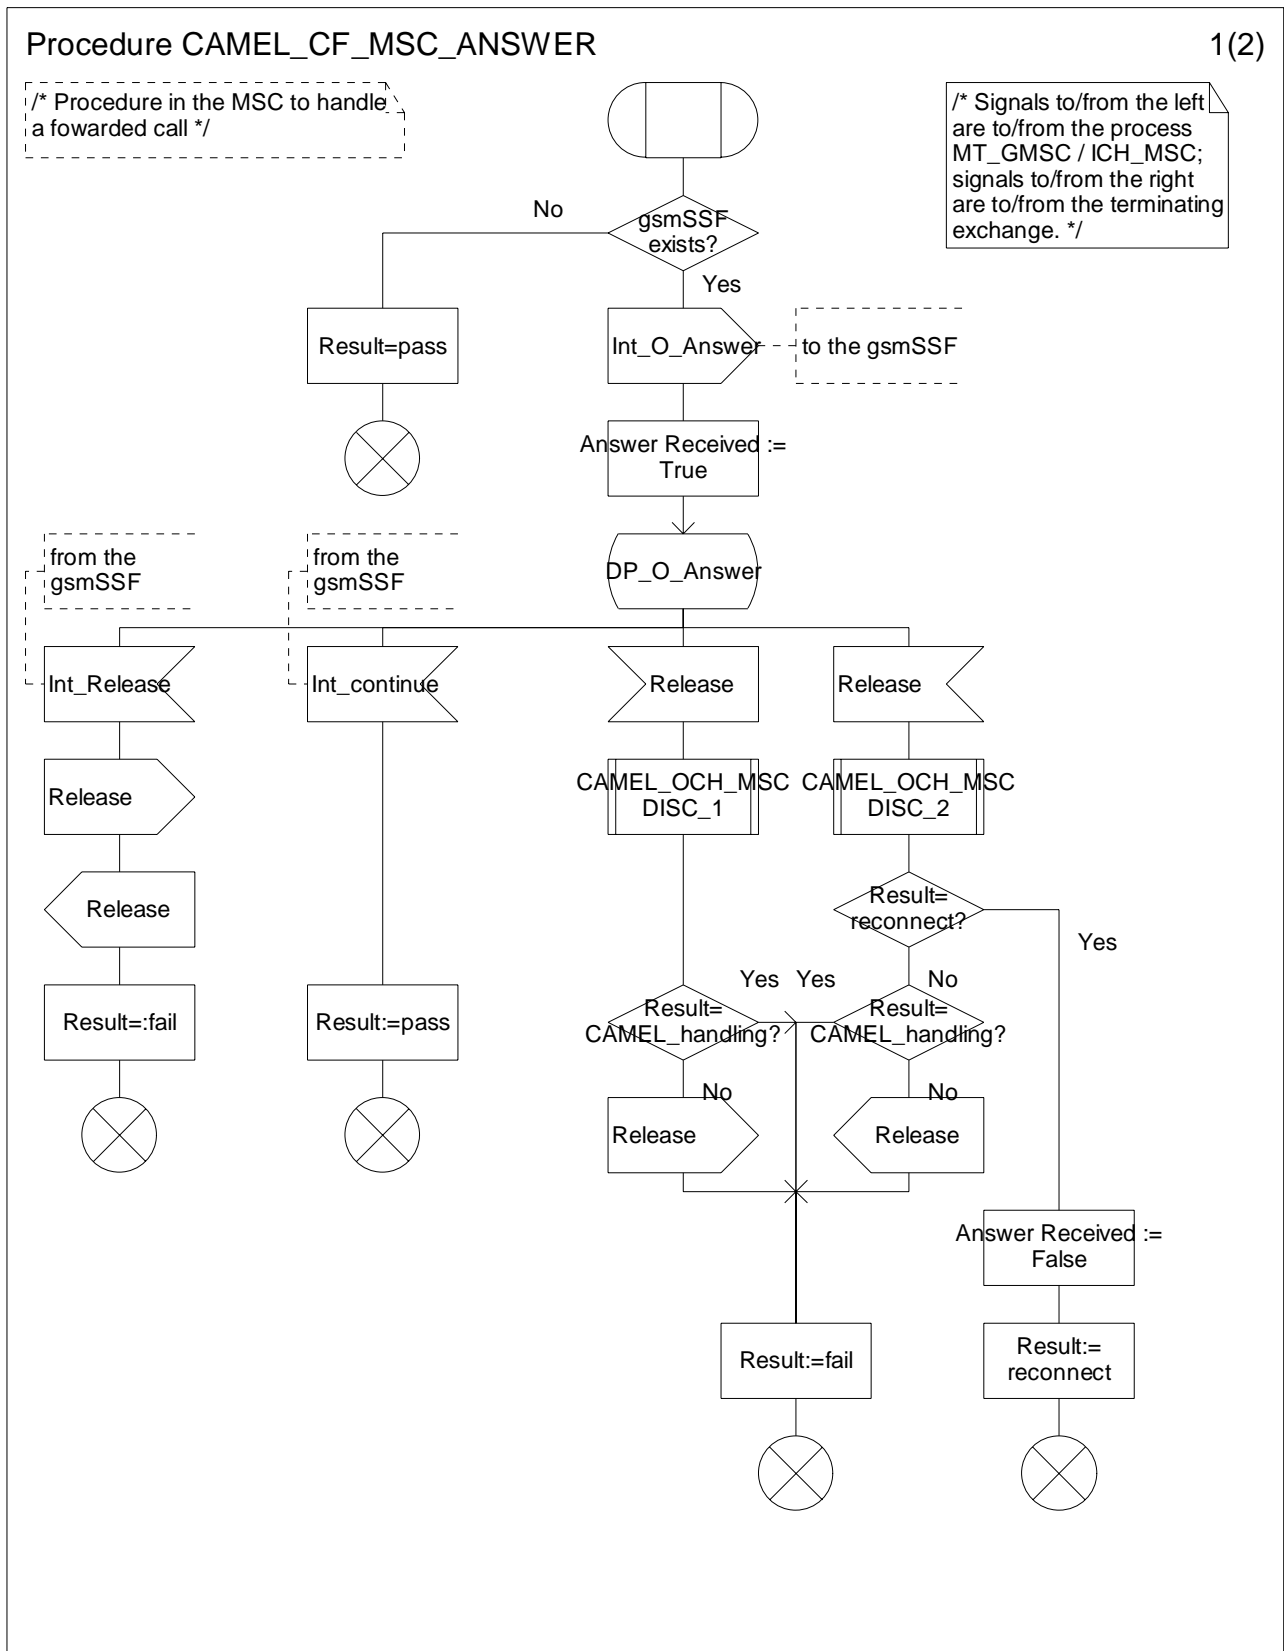 Procedure CAMEL_CF_MSC_ANSWER
1(2)
/* Procedure in the MSC to handle
a fowarded call */
/* Signals to/from the left
are to/from the process
MT_GMSC / ICH_MSC;
signals to/from the right
are to/from the terminating
exchange. */
No
gsmSSF
exists?
Yes
Result=pass
Int_O_Answer
to the gsmSSF
Answer Received :=
True
from the
gsmSSF
from the
gsmSSF
DP_O_Answer
Int_Release
Int_continue
Release
Release
Release
CAMEL_OCH_MSC
DISC_1
CAMEL_OCH_MSC
DISC_2
Release
Result=
reconnect?
Yes
Yes
Yes
No
Result=:fail
Result:=pass
Result=
CAMEL_handling?
Result=
CAMEL_handling?
No
No
Release
Release
Answer Received :=
False
Result:=fail
Result:=
reconnect